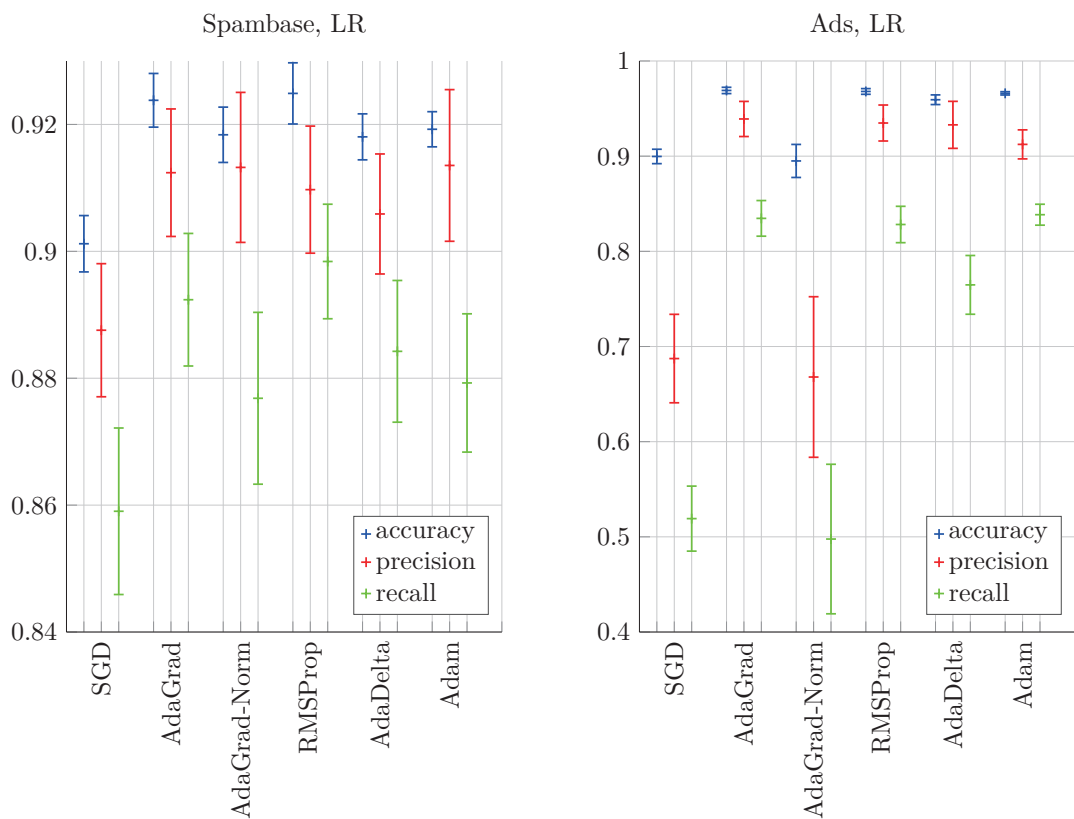 Spambase, LR
0.92
0.9
0.88
0.86
0.84
accuracy
precision
recall
SGD
AdaGrad
AdaGrad-Norm
RMSProp
AdaDelta
Adam
Ads, LR
1
0.9
0.8
0.7
0.6
0.5
0.4
accuracy
precision
recall
SGD
AdaGrad
AdaGrad-Norm
RMSProp
AdaDelta
Adam